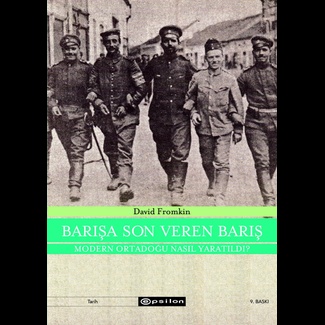 David Fromkin
BARIŞA SON VEREN BARIŞ
MODERN ORTADOĞU NASIL YARATILDI?
Tarih
epsilon
9. BASKI